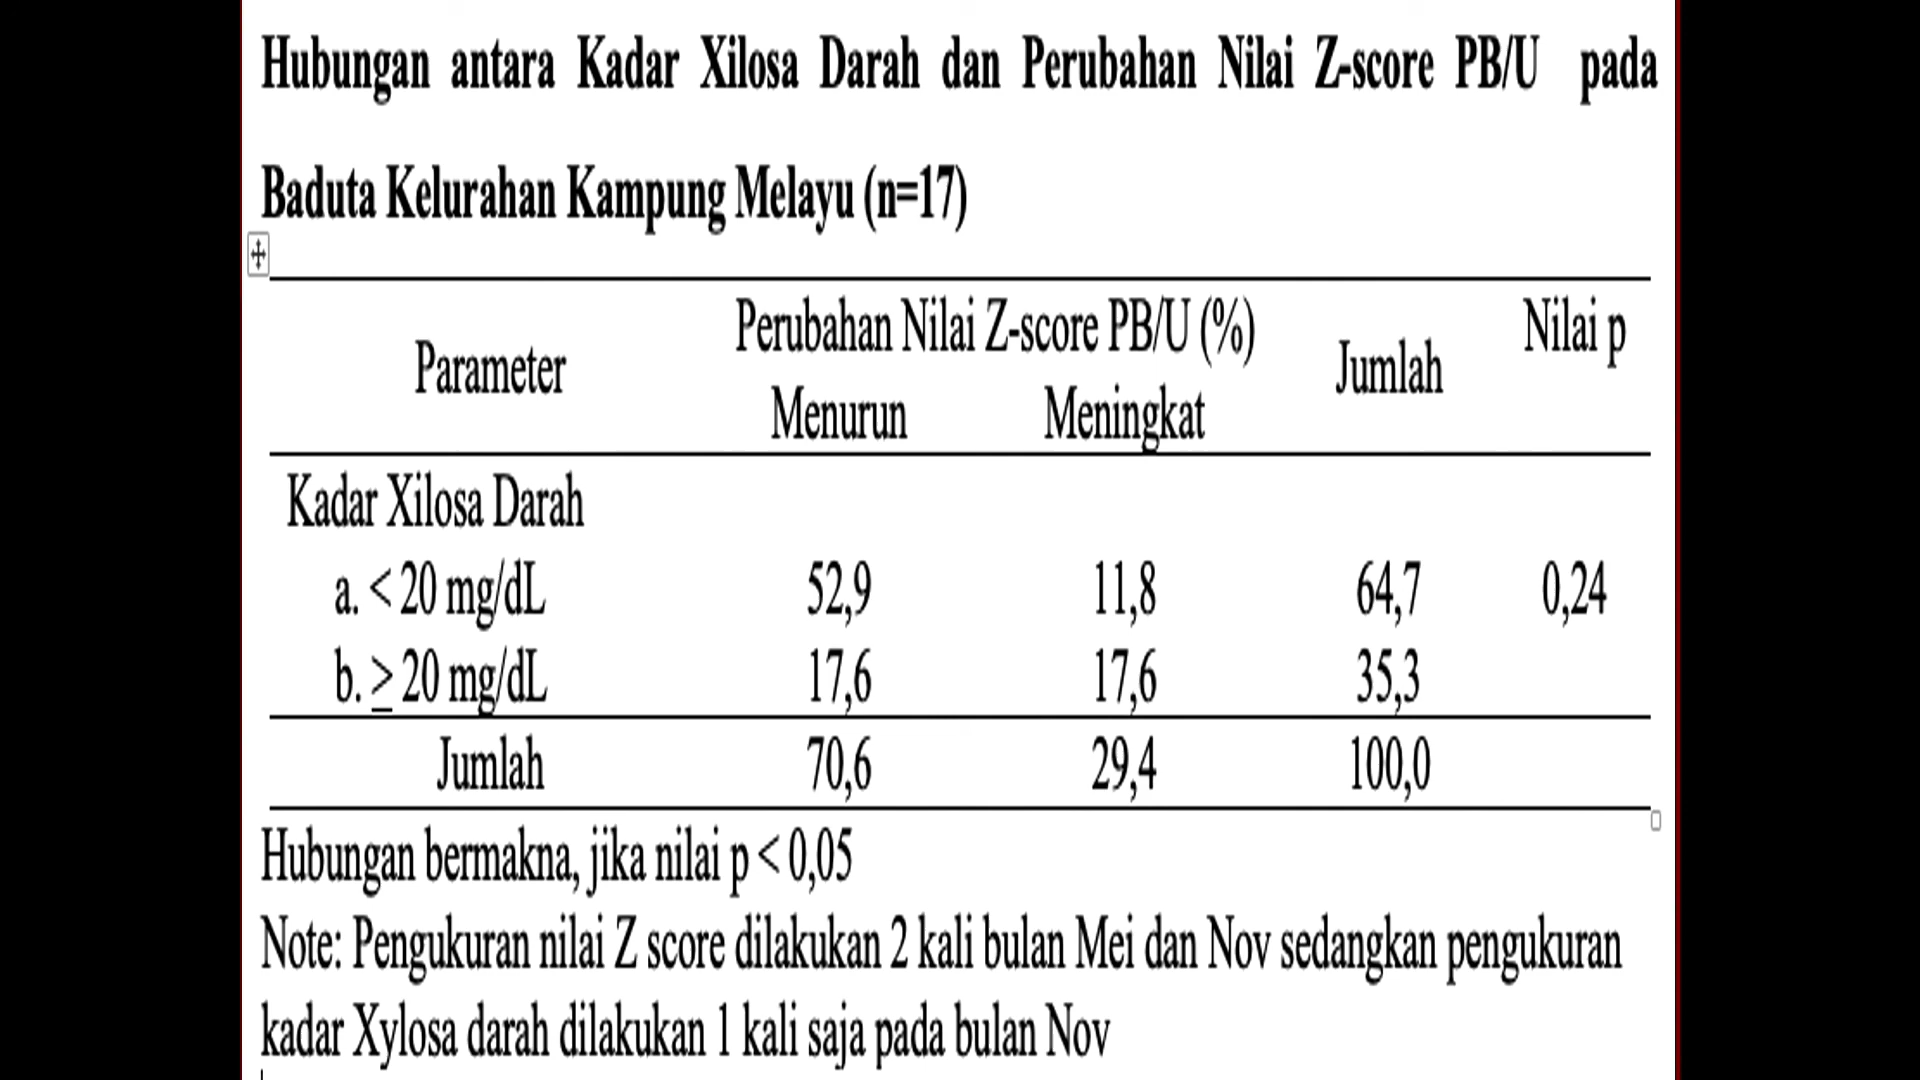 Hubungan antara Kadar Xilosa Darah dan Perubahan Nilai Z-score PB/U pada
Baduta Kelurahan Kampung Melayu (n=17)
Parameter Perubahan Nilai Z-score PB/U (%) Jumlah Nilai p
Menurun Meningkat
Kadar Xilosa Darah
a. < 20 mg/dL 52,9 11,8 64,7 0,24
b. ≥ 20 mg/dL 17,6 17,6 35,3
Jumlah 70,6 29,4 100,0
Hubungan bermakna, jika nilai p < 0,05
Note: Pengukuran nilai Z score dilakukan 2 kali bulan Mei dan Nov sedangkan pengukuran
kadar Xylosa darah dilakukan 1 kali saja pada bulan Nov